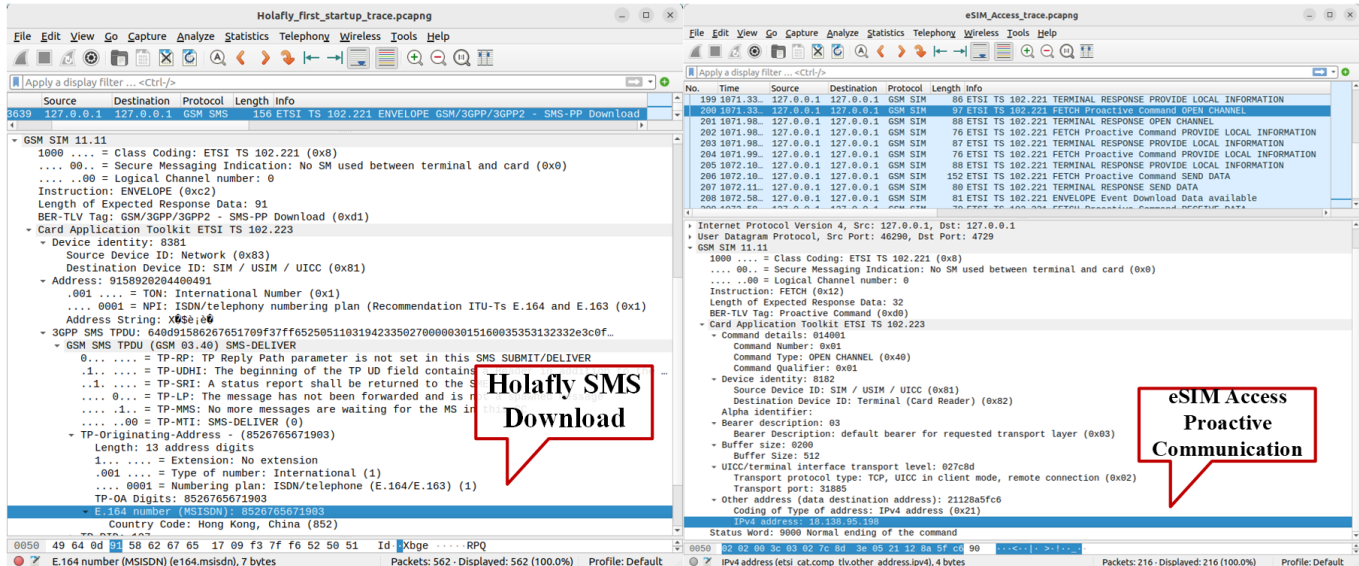 Holafly_first_startup_trace.pcapng
File Edit View Go Capture Analyze Statistics Telephony Wireless Tools Help
Apply a display filter ... <Ctrl-/>
Source Destination Protocol Length Info
3639 127.0.0.1 127.0.0.1 GSM SMS 156 ETSI TS 102.221 ENVELOPE GSM/3GPP/3GPP2 - SMS-PP Download
GSM SIM 11.11
1000 .... = Class Coding: ETSI TS 102.221 (0x8)
.... 00.. = Secure Messaging Indication: No SM used between terminal and card (0x0)
.... ..00 = Logical Channel number: 0
Instruction: ENVELOPE (0xc2)
Length of Expected Response Data: 91
BER-TLV Tag: GSM/3GPP/3GPP2 - SMS-PP Download (0xd1)
Card Application Toolkit ETSI TS 102.223
Device identity: 8381
Source Device ID: Network (0x83)
Destination Device ID: SIM / USIM / UICC (0x81)
Address: 9158920204400491
.001 .... = TON: International Number (0x1)
.... 0001 = NPI: ISDN/telephony numbering plan (Recommendation ITU-Ts E.164 and E.163 (0x1)
Address String:
3GPP SMS TPDU: 640d91586267651709f37ff6525051103194233502700000301516003535313233 2e3c0f…
GSM SMS TPDU (GSM 03.40) SMS-DELIVER
0... .... = TP-RP: TP Reply Path parameter is not set in this SMS SUBMIT/DELIVER
.1.. .... = TP-UDHI: The beginning of the TP UD field contains
..1. .... = TP-SRI: A status report shall be returned to the SME
.... 0... = TP-LP: The message has not been forwarded and is
.... .1.. = TP-MMS: No more messages are waiting for the MS in
.... ..00 = TP-MTI: SMS-DELIVER (0)
TP-Originating-Address - (8526765671903)
Length: 13 address digits
1... .... = Extension: No extension
.001 .... = Type of number: International (1)
.... 0001 = Numbering plan: ISDN/telephone (E.164/E.163) (1)
TP-OA Digits: 8526765671903
E.164 number (MSISDN): 8526765671903
Country Code: Hong Kong, China (852)
Holafly SMS
Download
0050 49 64 0d 91 58 62 67 65 17 09 f3 7f f6 52 50 51 Id··Xbge ·····RPQ
E.164 number (MSISDN) (e164.msisdn), 7 bytes Packets: 562 · Displayed: 562 (100.0%) Profile: Default
eSIM_Access_trace.pcapng
File Edit View Go Capture Analyze Statistics Telephony Wireless Tools Help
Apply a display filter ... <Ctrl-/>
No. Time Source Destination Protocol Length Info
199 1071.33… 127.0.0.1 127.0.0.1 GSM SIM 86 ETSI TS 102.221 TERMINAL RESPONSE PROVIDE LOCAL INFORMATION
200 1071.33… 127.0.0.1 127.0.0.1 GSM SIM 97 ETSI TS 102.221 FETCH Proactive Command OPEN CHANNEL
201 1071.98… 127.0.0.1 127.0.0.1 GSM SIM 88 ETSI TS 102.221 TERMINAL RESPONSE OPEN CHANNEL
202 1071.98… 127.0.0.1 127.0.0.1 GSM SIM 76 ETSI TS 102.221 FETCH Proactive Command PROVIDE LOCAL INFORMATION
203 1071.98… 127.0.0.1 127.0.0.1 GSM SIM 87 ETSI TS 102.221 TERMINAL RESPONSE PROVIDE LOCAL INFORMATION
204 1071.99… 127.0.0.1 127.0.0.1 GSM SIM 76 ETSI TS 102.221 FETCH Proactive Command PROVIDE LOCAL INFORMATION
205 1072.10… 127.0.0.1 127.0.0.1 GSM SIM 88 ETSI TS 102.221 TERMINAL RESPONSE PROVIDE LOCAL INFORMATION
206 1072.10… 127.0.0.1 127.0.0.1 GSM SIM 152 ETSI TS 102.221 FETCH Proactive Command SEND DATA
207 1072.11… 127.0.0.1 127.0.0.1 GSM SIM 80 ETSI TS 102.221 TERMINAL RESPONSE SEND DATA
208 1072.58… 127.0.0.1 127.0.0.1 GSM SIM 81 ETSI TS 102.221 ENVELOPE Event Download Data available
Internet Protocol Version 4, Src: 127.0.0.1, Dst: 127.0.0.1
User Datagram Protocol, Src Port: 46290, Dst Port: 4729
GSM SIM 11.11
1000 .... = Class Coding: ETSI TS 102.221 (0x8)
.... 00.. = Secure Messaging Indication: No SM used between terminal and card (0x0)
.... ..00 = Logical Channel number: 0
Instruction: FETCH (0x12)
Length of Expected Response Data: 32
BER-TLV Tag: Proactive Command (0xd0)
Card Application Toolkit ETSI TS 102.223
Command details: 014001
Command Number: 0x01
Command Type: OPEN CHANNEL (0x40)
Command Qualifier: 0x01
Device identity: 8182
Source Device ID: SIM / USIM / UICC (0x81)
Destination Device ID: Terminal (Card Reader) (0x82)
Alpha identifier:
Bearer description: 03
Bearer Description: default bearer for requested transport layer (0x03)
Buffer size: 0200
Buffer Size: 512
UICC/terminal interface transport level: 027c8d
Transport protocol type: TCP, UICC in client mode, remote connection (0x02)
Transport port: 31885
Other address (data destination address): 21128a5fc6
Coding of Type of address: IPv4 address (0x21)
IPv4 address: 18.138.95.198
Status Word: 9000 Normal ending of the command
eSIM Access
Proactive
Communication
0050 02 02 00 3c 03 02 7c 8d 3e 05 21 12 8a 5f c6 90 ···<··|· >·!··_··
IPv4 address (etsi_cat.comp_tlv.other_address.ipv4), 4 bytes Packets: 216 · Displayed: 216 (100.0%) Profile: Default